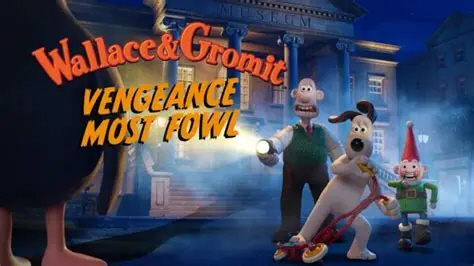 MUSEUM
Wallace & Gromit
VENGEANCE
MOST FOWL